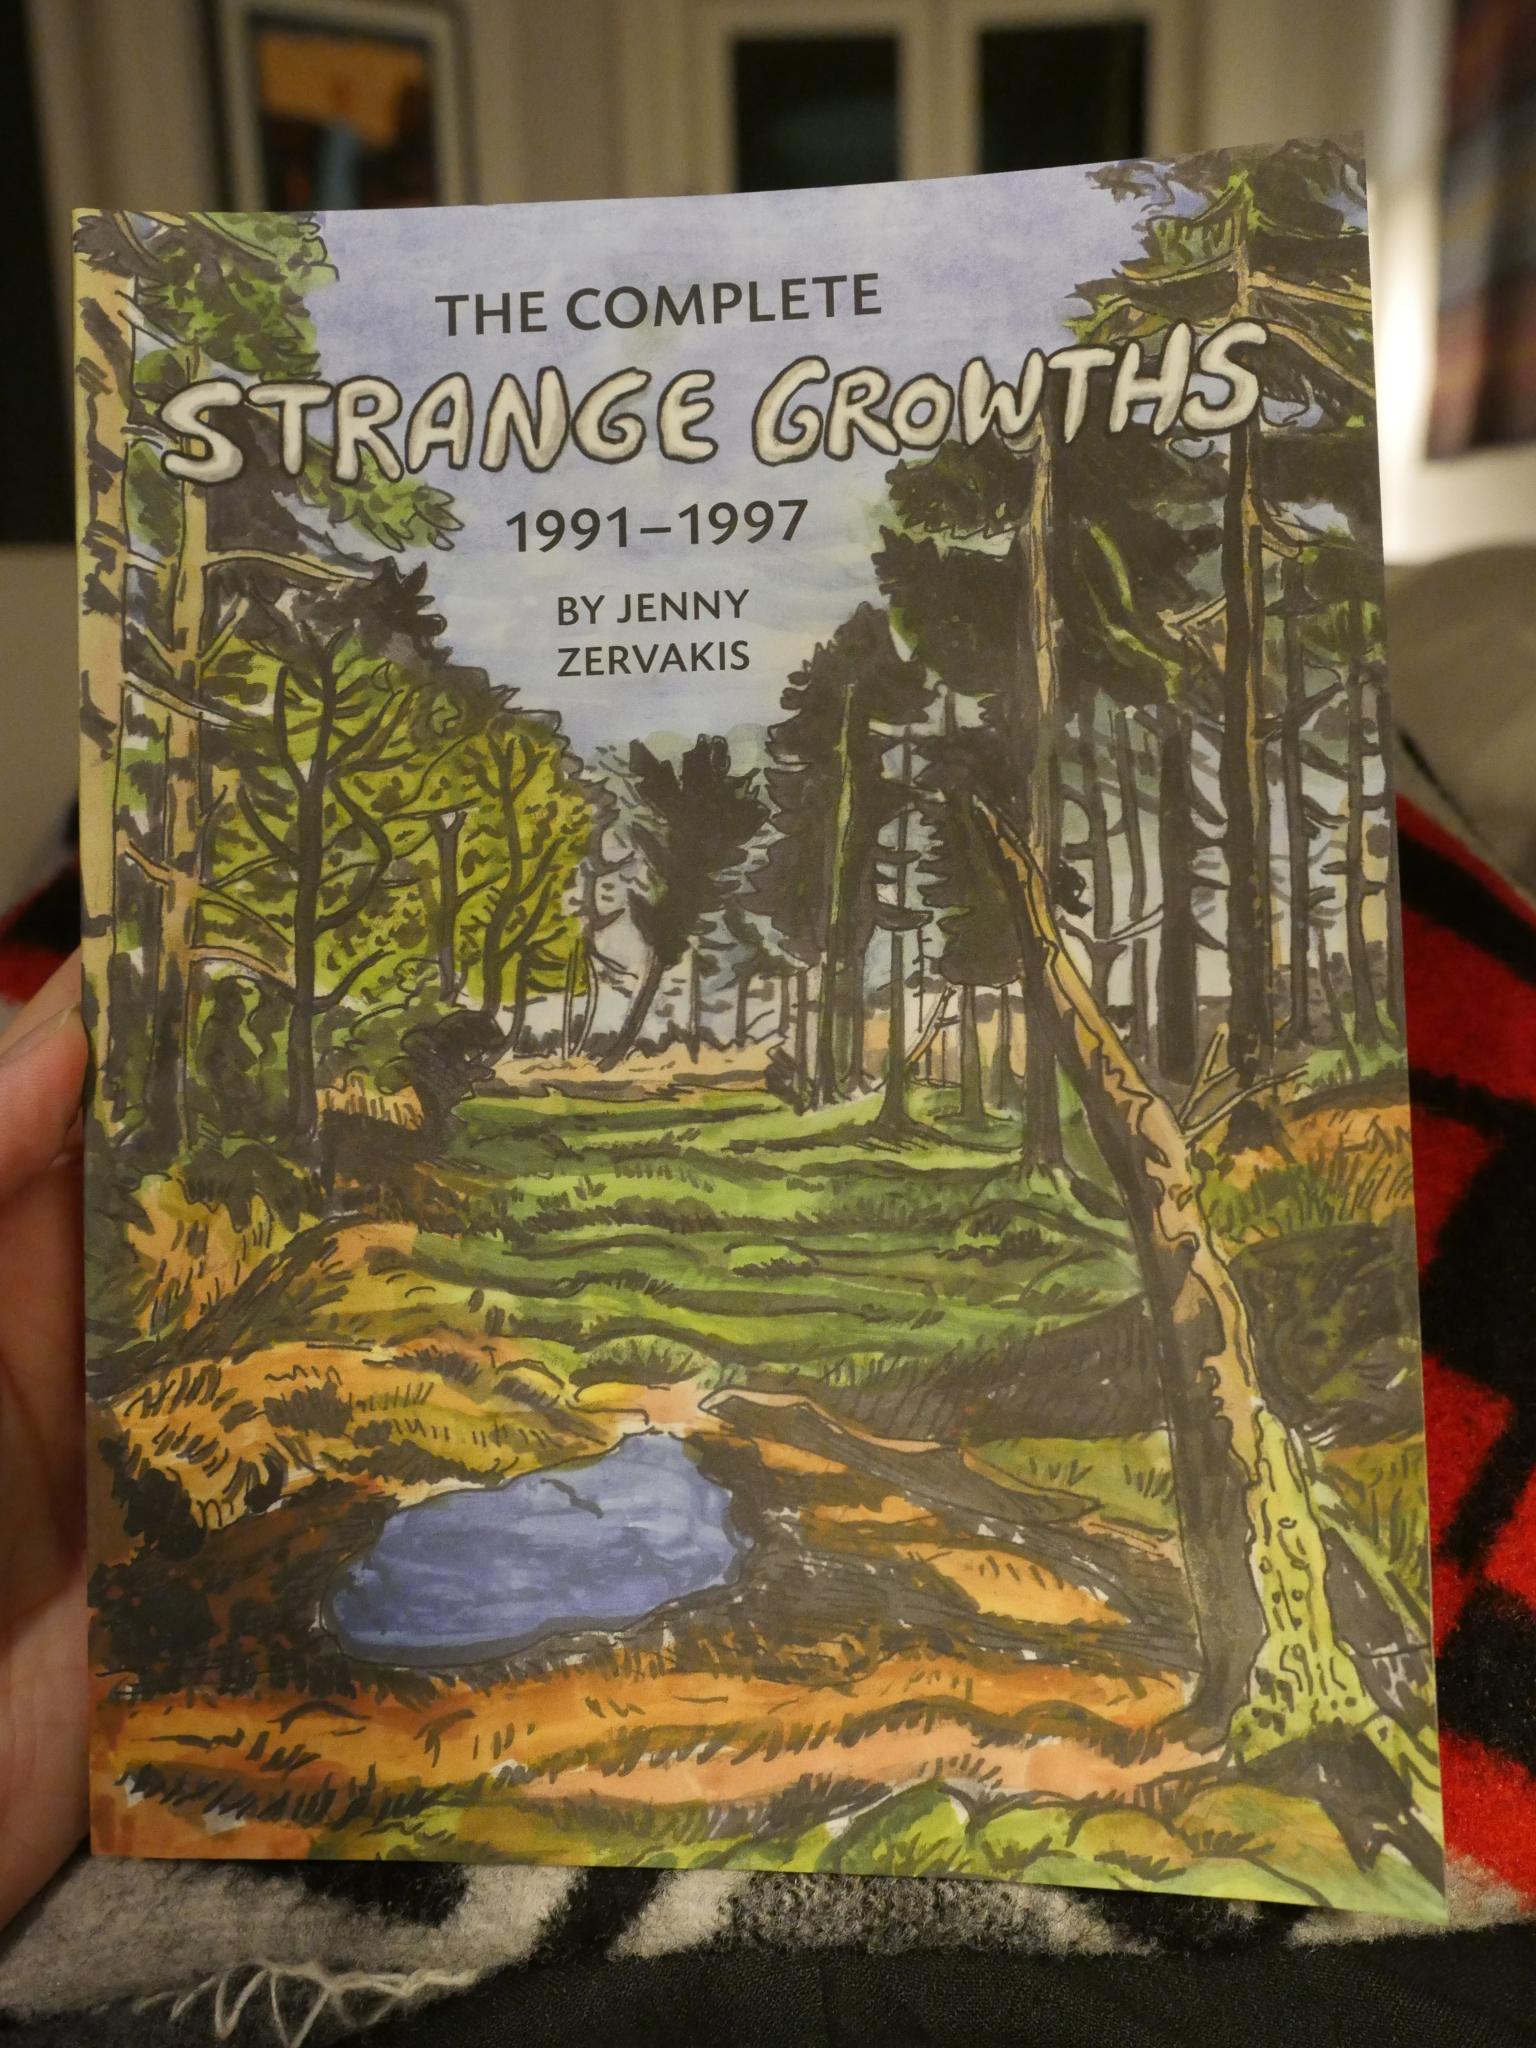 THE COMPLETE
STRANGE GROWTHS
1991–1997
BY JENNY
ZERVAKIS